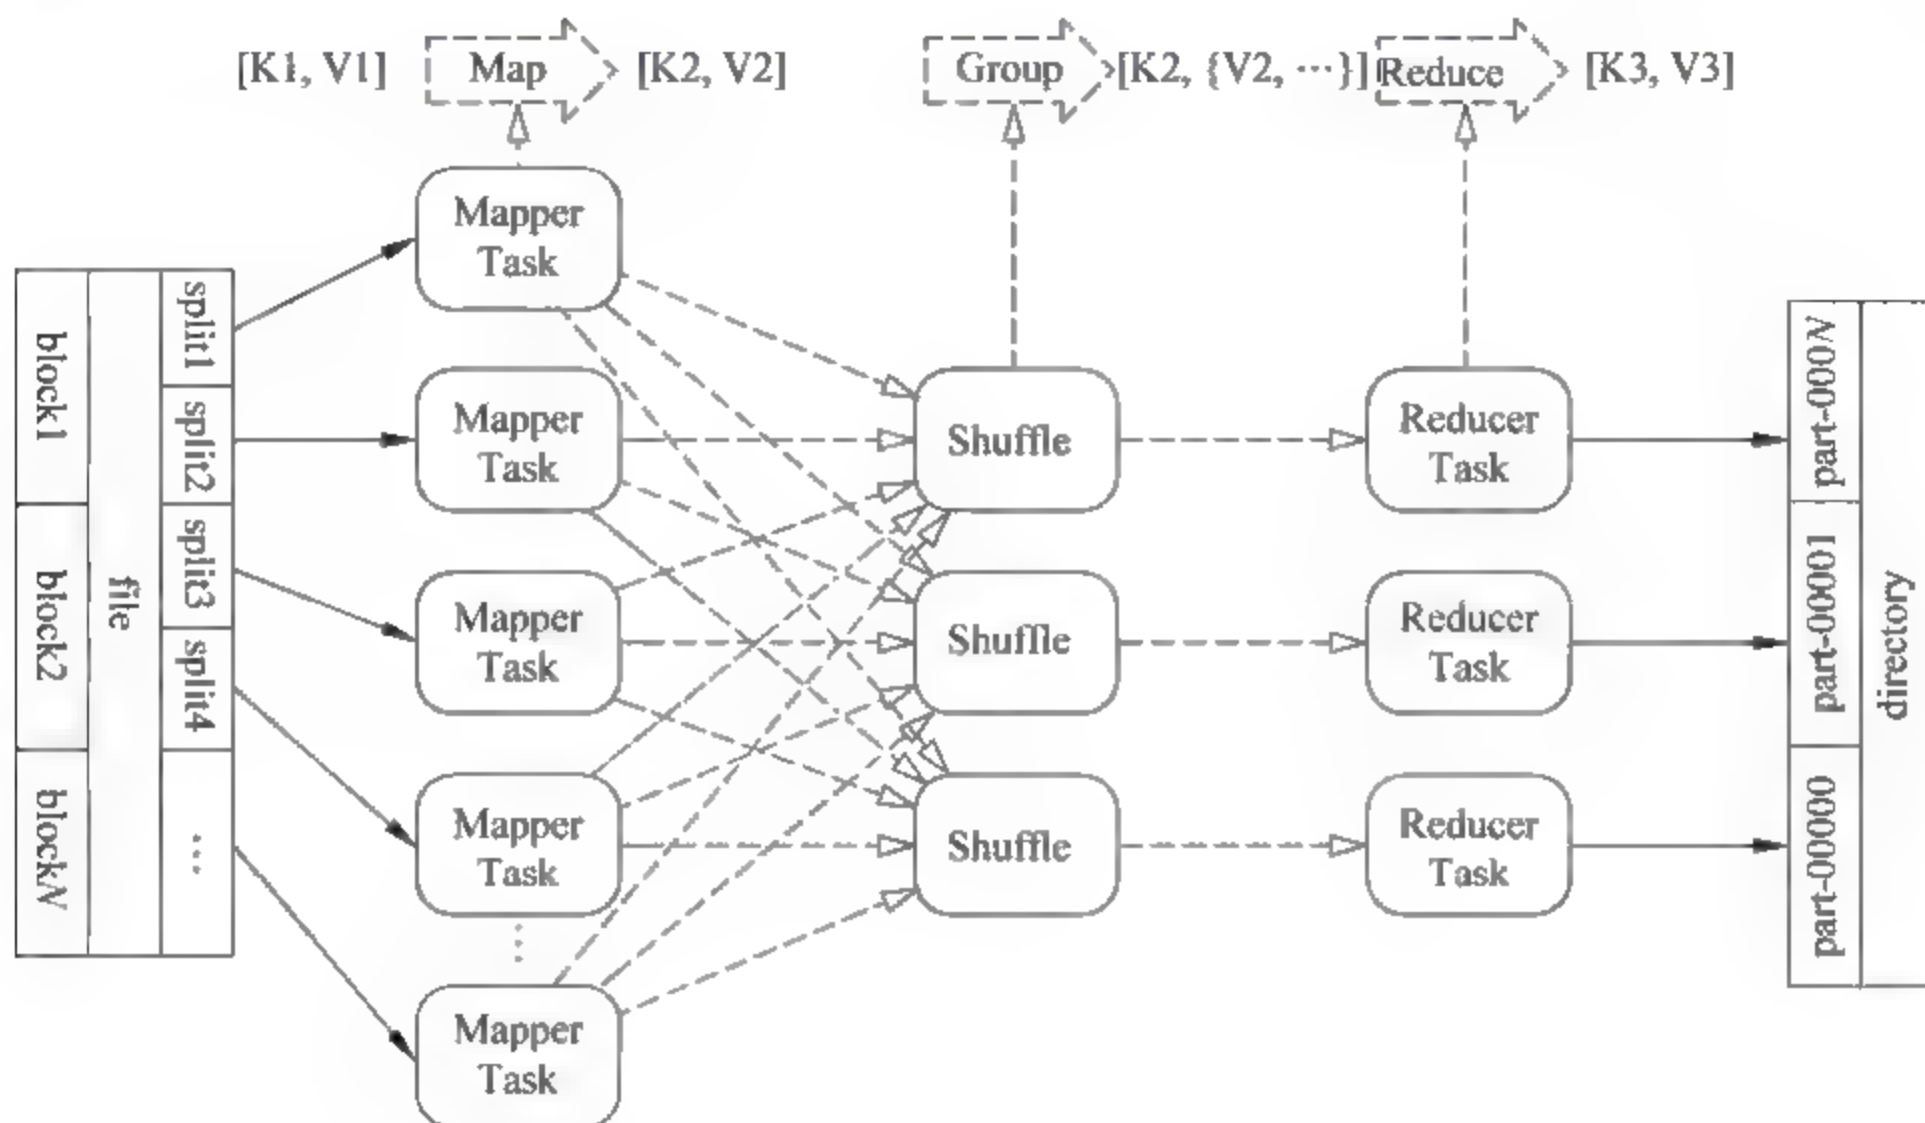 [K1, V1] Map [K2, V2] Group [K2, {V2, ···}] Reduce [K3, V3]
block1
block2
blockN
file
split1
split2
split3
split4
...
Mapper
Task
Mapper
Task
Mapper
Task
Mapper
Task
⋮
Mapper
Task
Shuffle
Shuffle
Shuffle
Reducer
Task
Reducer
Task
Reducer
Task
part-000N
part-00001
part-00000
directory